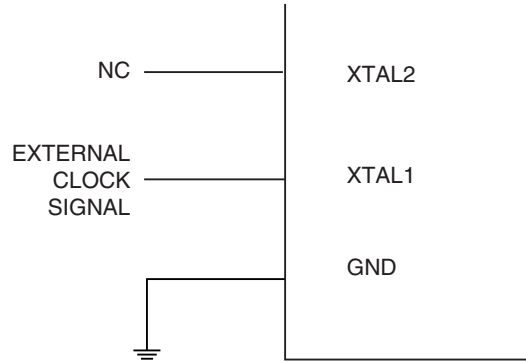 NC
XTAL2
EXTERNAL
CLOCK
SIGNAL
XTAL1
GND